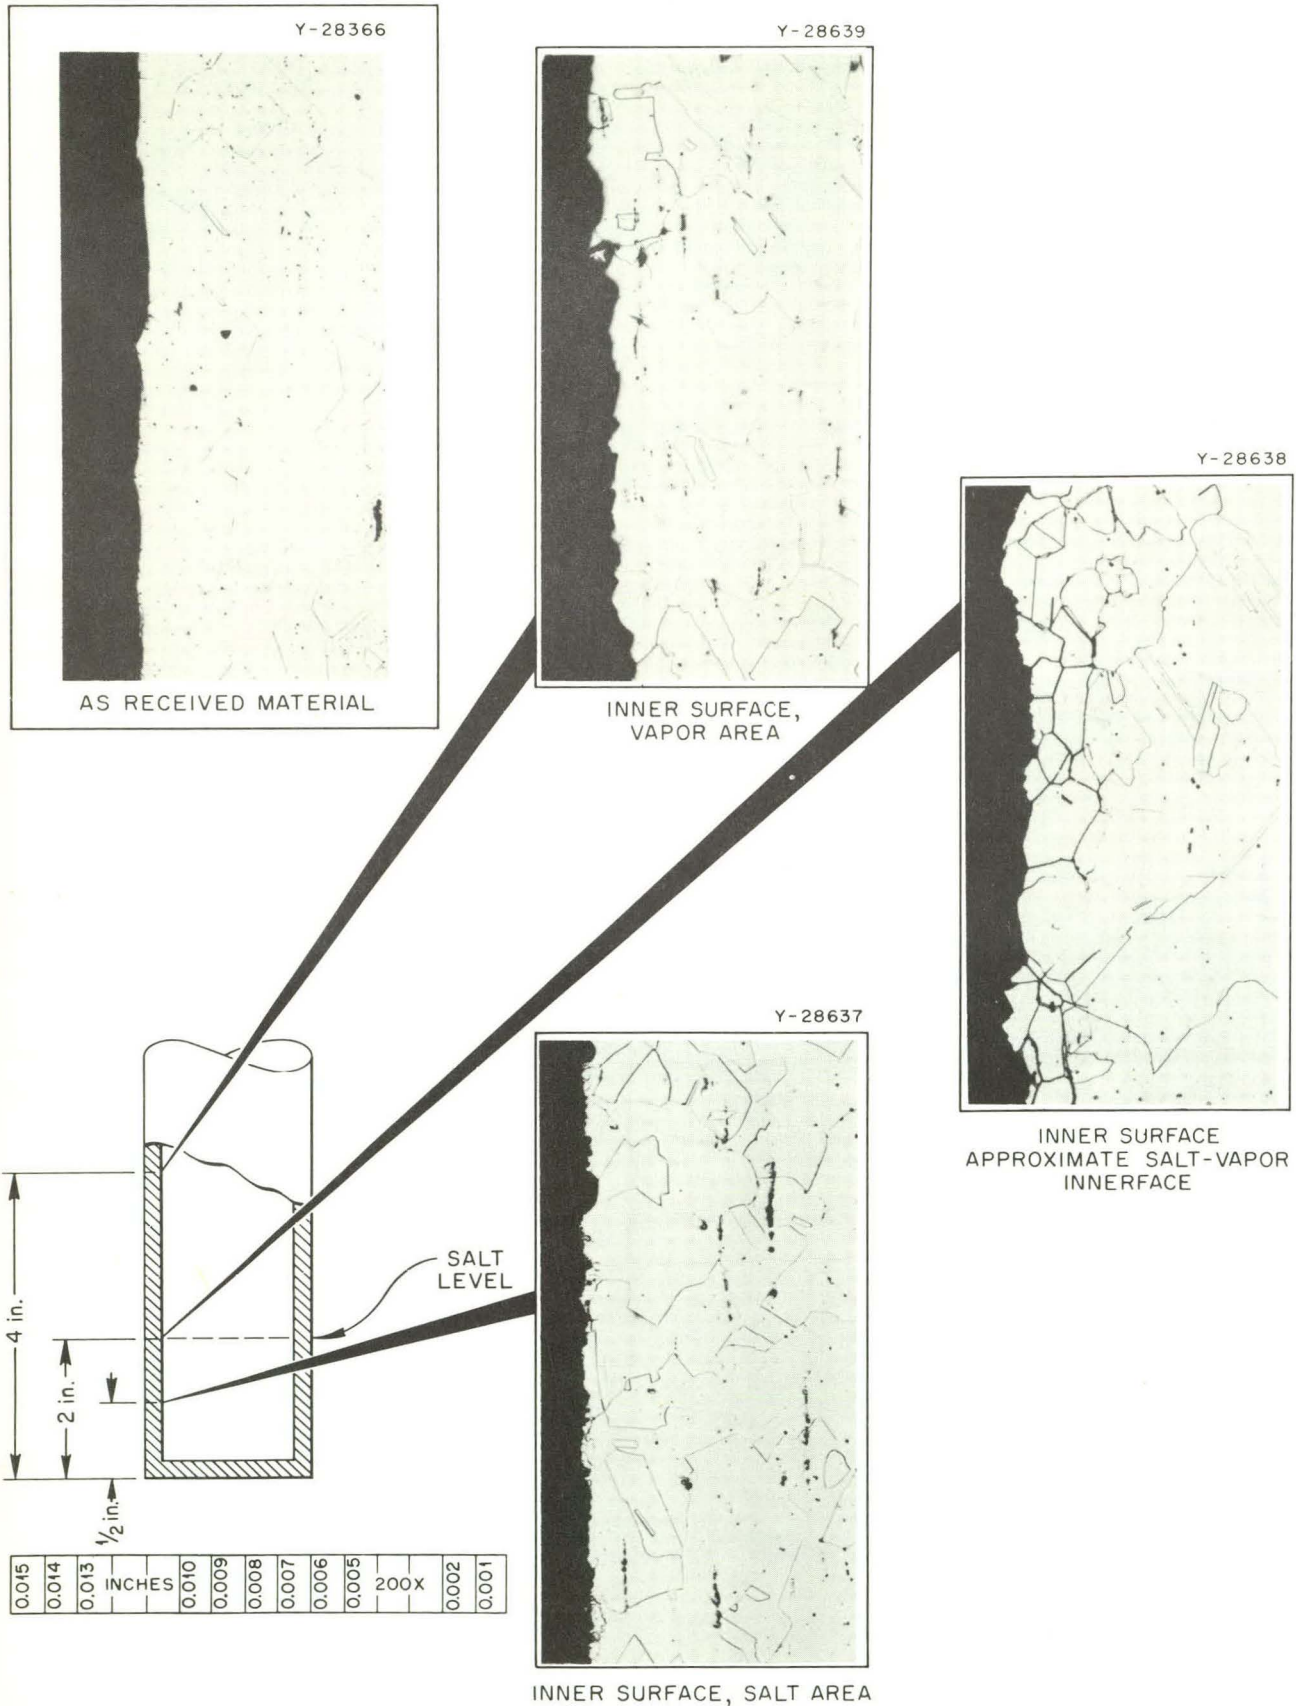 Y-28366
AS RECEIVED MATERIAL
Y-28639
INNER SURFACE,
VAPOR AREA
Y-28638
INNER SURFACE
APPROXIMATE SALT-VAPOR
INNERFACE
Y-28637
INNER SURFACE, SALT AREA
SALT
LEVEL
4 in.
2 in.
1/2 in.
0.015 0.014 0.013 INCHES 0.010 0.009 0.008 0.007 0.006 0.005 200X 0.002 0.001